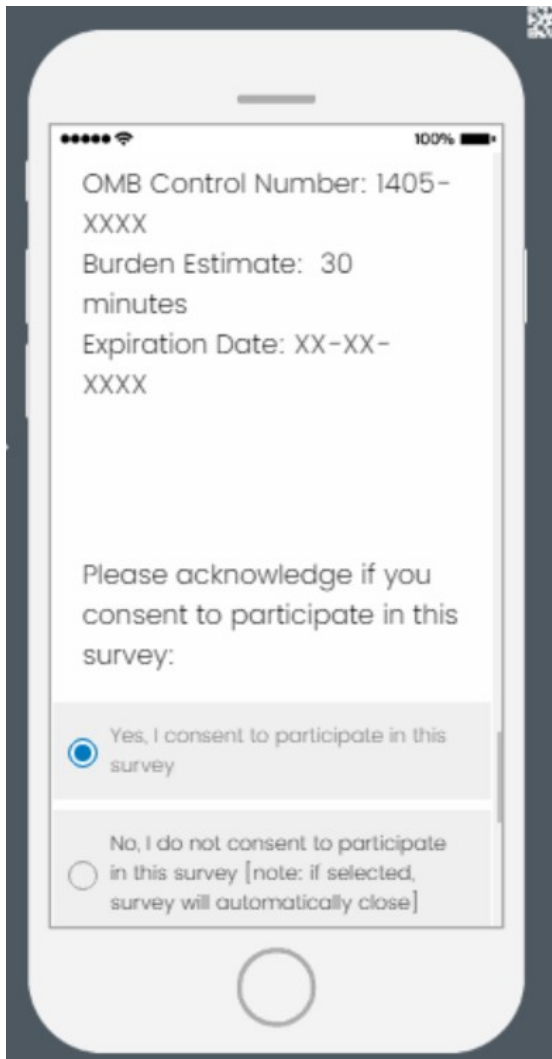 100%
OMB Control Number: 1405-
XXXX
Burden Estimate:  30
minutes
Expiration Date: XX-XX-
XXXX
Please acknowledge if you
consent to participate in this
survey:
Yes, I consent to participate in this
survey
No, I do not consent to participate
in this survey [note: if selected,
survey will automatically close]